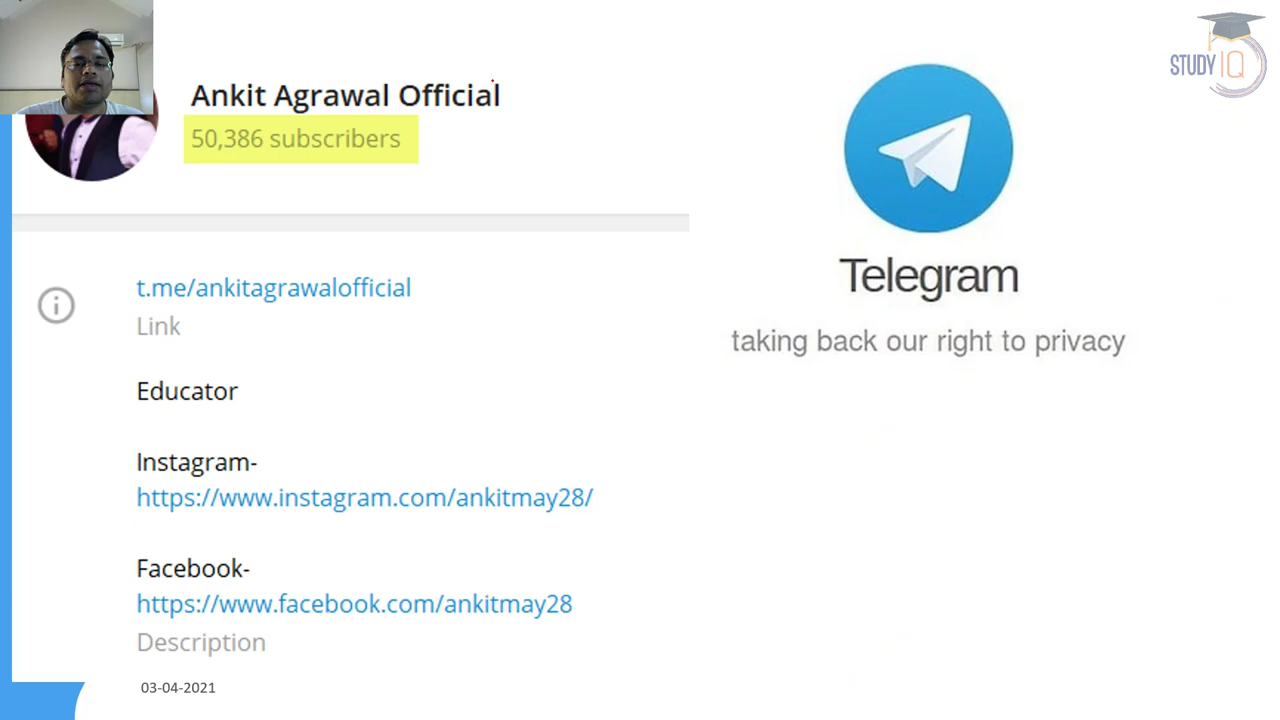 STUDY IQ
Ankit Agrawal Official
50,386 subscribers
Telegram
taking back our right to privacy
t.me/ankitagrawalofficial
Link
Educator
Instagram-
https://www.instagram.com/ankitmay28/
Facebook-
https://www.facebook.com/ankitmay28
Description
03-04-2021